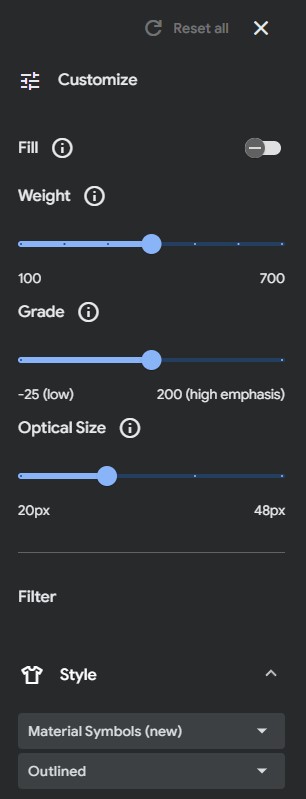 Reset all
Customize
Fill
Weight
100 700
Grade
-25 (low) 200 (high emphasis)
Optical Size
20px 48px
Filter
Style
Material Symbols (new)
Outlined